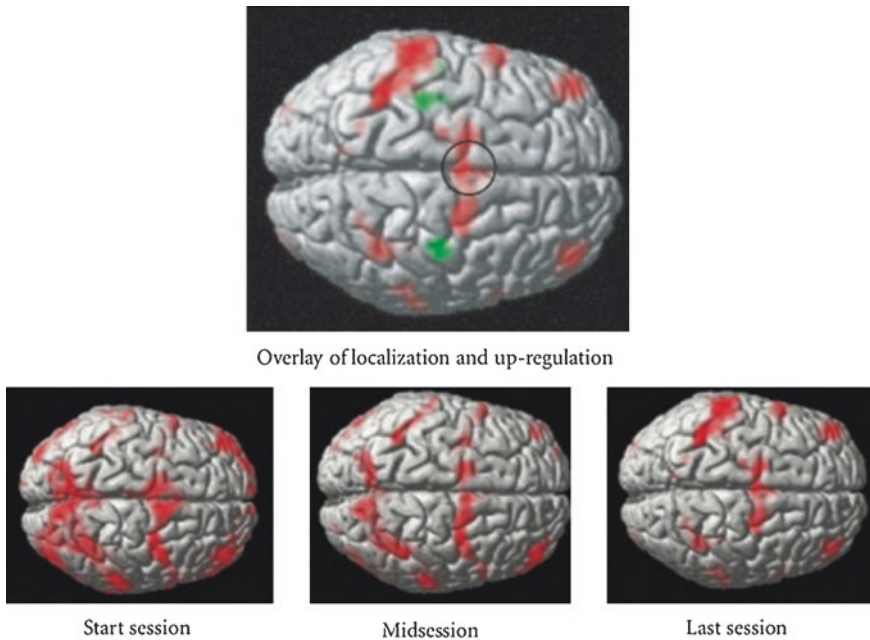 Overlay of localization and up-regulation
Start session
Midsession
Last session